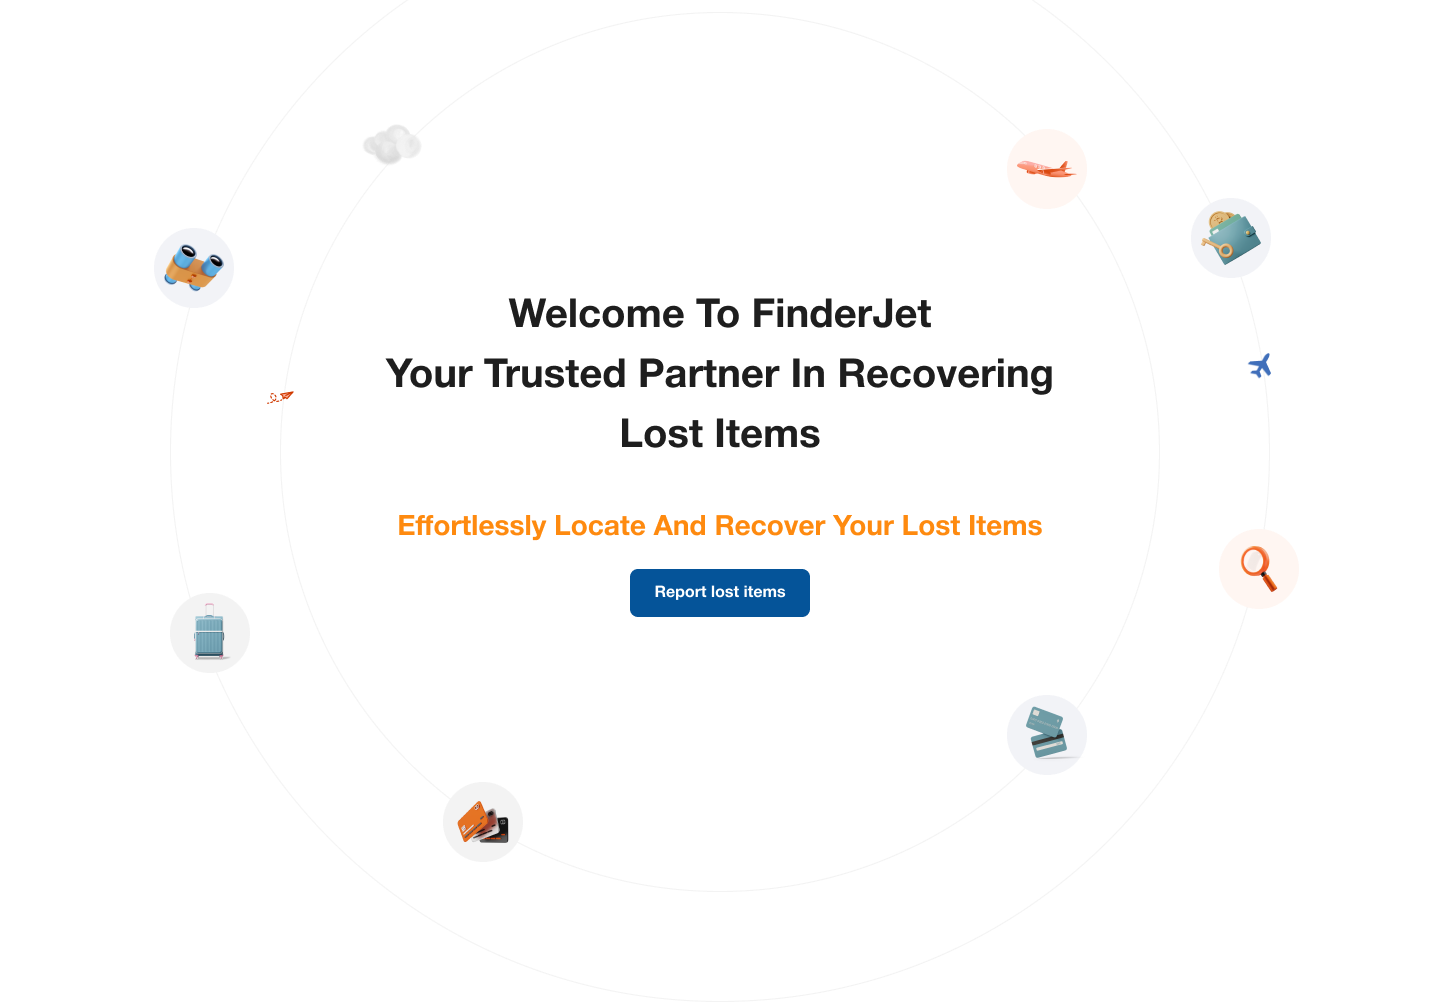 Welcome To FinderJet
Your Trusted Partner In Recovering
Lost Items
Effortlessly Locate And Recover Your Lost Items
Report lost items